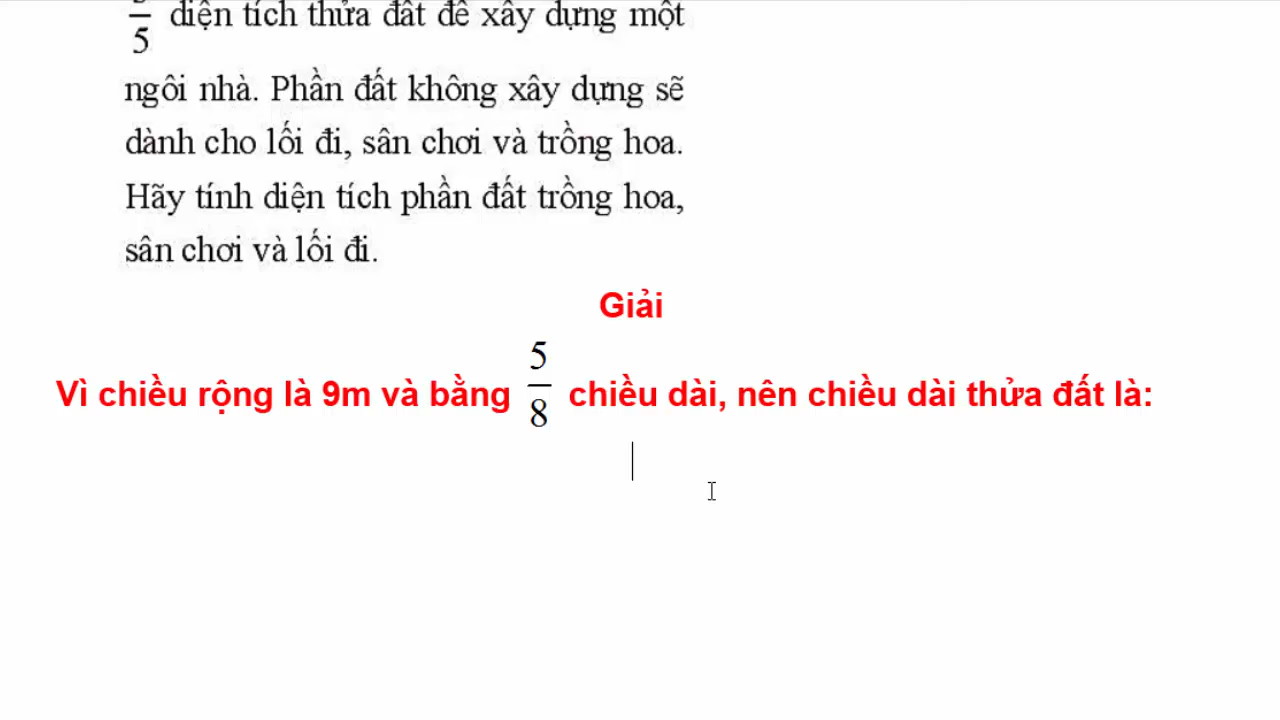 5 diện tích thửa đất để xây dựng một
ngôi nhà. Phần đất không xây dựng sẽ
dành cho lối đi, sân chơi và trồng hoa.
Hãy tính diện tích phần đất trồng hoa,
sân chơi và lối đi.
Giải
Vì chiều rộng là 9m và bằng 5/8 chiều dài, nên chiều dài thửa đất là: